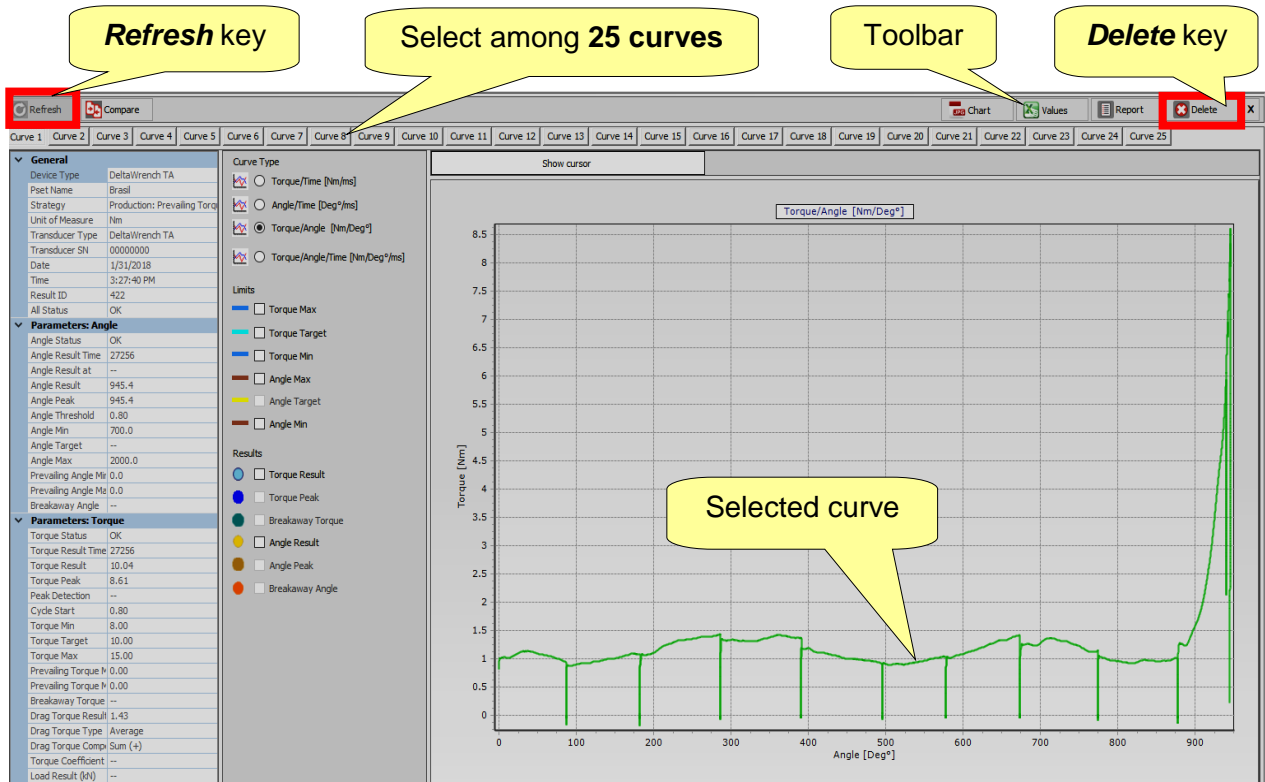 Refresh key
Select among 25 curves
Toolbar
Delete key
Refresh
Compare
JPG
Chart
Values
Report
Delete
X
Curve 1 Curve 2 Curve 3 Curve 4 Curve 5 Curve 6 Curve 7 Curve 8 Curve 9 Curve 10 Curve 11 Curve 12 Curve 13 Curve 14 Curve 15 Curve 16 Curve 17 Curve 18 Curve 19 Curve 20 Curve 21 Curve 22 Curve 23 Curve 24 Curve 25
General
Device Type DeltaWrench TA
Pset Name Brasil
Strategy Production: Prevailing Torqu
Unit of Measure Nm
Transducer Type DeltaWrench TA
Transducer SN 00000000
Date 1/31/2018
Time 3:27:40 PM
Result ID 422
All Status OK
Parameters: Angle
Angle Status OK
Angle Result Time 27256
Angle Result at --
Angle Result 945.4
Angle Peak 945.4
Angle Threshold 0.80
Angle Min 700.0
Angle Target --
Angle Max 2000.0
Prevailing Angle Mir 0.0
Prevailing Angle Ma 0.0
Breakaway Angle --
Parameters: Torque
Torque Status OK
Torque Result Time 27256
Torque Result 10.04
Torque Peak 8.61
Peak Detection --
Cycle Start 0.80
Torque Min 8.00
Torque Target 10.00
Torque Max 15.00
Prevailing Torque M 0.00
Prevailing Torque M 0.00
Breakaway Torque --
Drag Torque Result 1.43
Drag Torque Type Average
Drag Torque Comp Sum (+)
Torque Coefficient --
Load Result (kN) --
Curve Type
Torque/Time [Nm/ms]
Angle/Time [Deg°/ms]
Torque/Angle [Nm/Deg°]
Torque/Angle/Time [Nm/Deg°/ms]
Limits
Torque Max
Torque Target
Torque Min
Angle Max
Angle Target
Angle Min
Results
Torque Result
Torque Peak
Breakaway Torque
Angle Result
Angle Peak
Breakaway Angle
Show cursor
Torque/Angle [Nm/Deg°]
8.5
8
7.5
7
6.5
6
5.5
5
4.5
4
3.5
3
2.5
2
1.5
1
0.5
0
Torque [Nm]
Selected curve
0 100 200 300 400 500 600 700 800 900
Angle [Deg°]